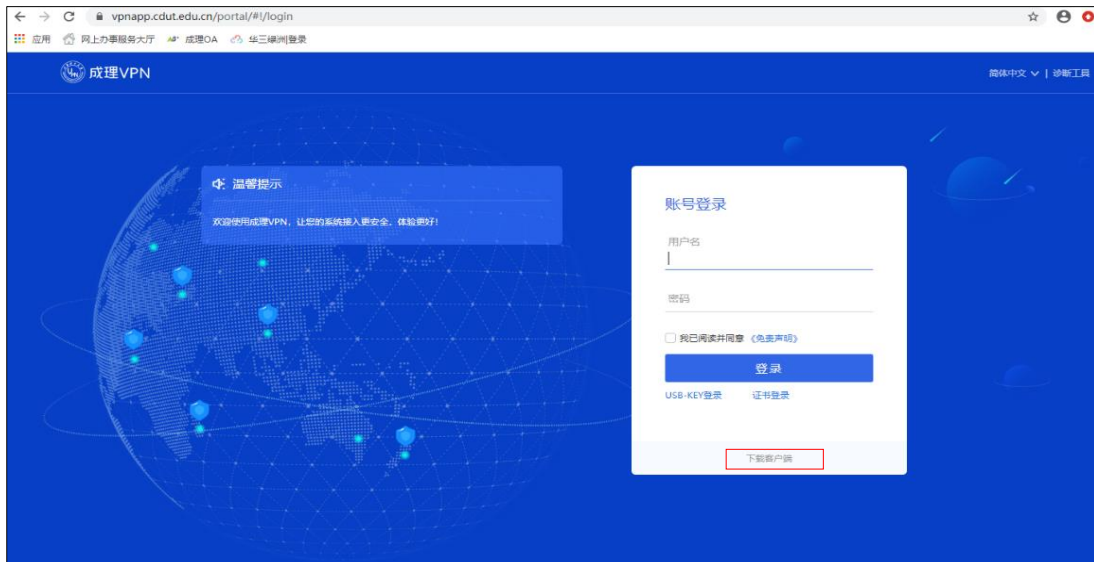 vpnapp.cdut.edu.cn/portal/#!/login
应用 网上办事服务大厅 成理OA 华三绿洲登录
成理VPN
简体中文 | 诊断工具
温馨提示
欢迎使用成理VPN，让您的系统接入更安全，体验更好！
账号登录
用户名
密码
我已阅读并同意 《免责声明》
登录
USB-KEY登录 证书登录
下载客户端